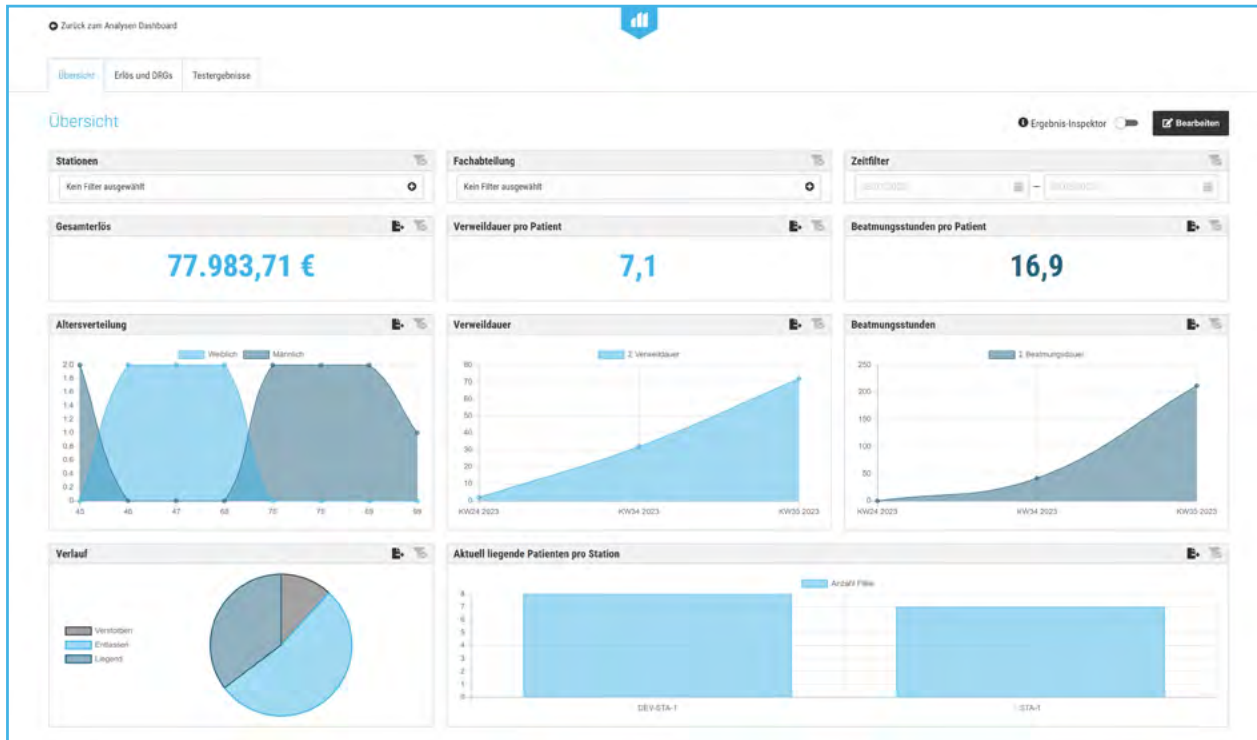 Zurück zum Analysen Dashboard
Übersicht Erlös und DRGs Testergebnisse
Übersicht
Ergebnis-Inspektor Bearbeiten
Stationen
Kein Filter ausgewählt
Fachabteilung
Kein Filter ausgewählt
Zeitfilter
–
Gesamterlös
77.983,71 €
Verweildauer pro Patient
7,1
Beatmungsstunden pro Patient
16,9
Altersverteilung
Weiblich Männlich
2.0
1.8
1.6
1.4
1.2
1.0
0.8
0.6
0.4
0.2
0
45 46 47 68 70 78
Verweildauer
Σ Verweildauer
80
70
60
50
40
30
20
10
0
KW24 2023 KW34 2023 KW35 2023
Beatmungsstunden
Σ Beatmungsdauer
250
200
150
100
50
0
KW24 2023 KW34 2023 KW35 2023
Verlauf
Verstorben
Entlassen
Liegend
Aktuell liegende Patienten pro Station
Anzahl Fälle
8
7
6
5
4
3
2
1
0
DEV-STA-1 STA-1